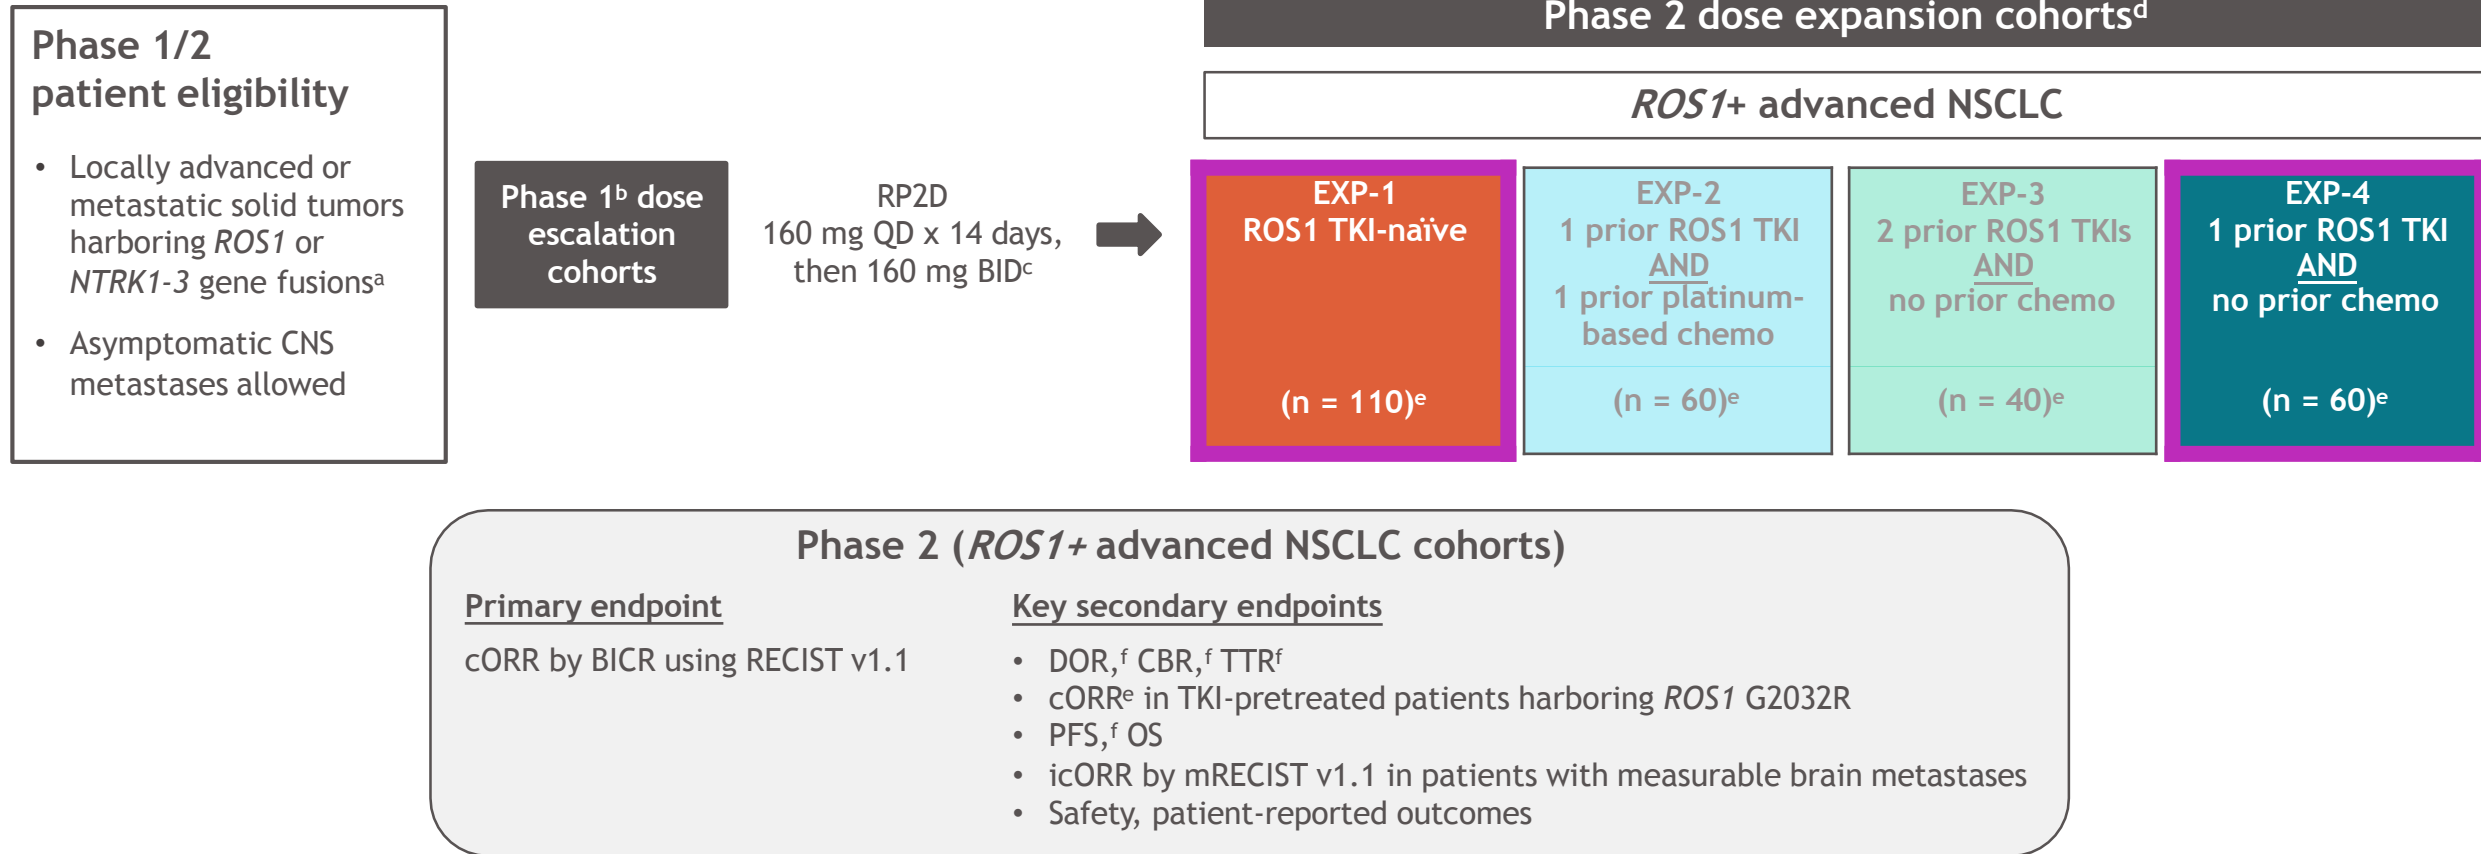 Phase 1/2
patient eligibility
• Locally advanced or
metastatic solid tumors
harboring ROS1 or
NTRK1-3 gene fusionsᵃ
• Asymptomatic CNS
metastases allowed
Phase 1ᵇ dose
escalation
cohorts
RP2D
160 mg QD x 14 days,
then 160 mg BIDᶜ
Phase 2 dose expansion cohortsᵈ
ROS1+ advanced NSCLC
EXP-1
ROS1 TKI-naïve
(n = 110)ᵉ
EXP-2
1 prior ROS1 TKI
AND
1 prior platinum-
based chemo
(n = 60)ᵉ
EXP-3
2 prior ROS1 TKIs
AND
no prior chemo
(n = 40)ᵉ
EXP-4
1 prior ROS1 TKI
AND
no prior chemo
(n = 60)ᵉ
Phase 2 (ROS1+ advanced NSCLC cohorts)
Primary endpoint
cORR by BICR using RECIST v1.1
Key secondary endpoints
• DOR,ᶠ CBR,ᶠ TTRᶠ
• cORRᵉ in TKI-pretreated patients harboring ROS1 G2032R
• PFS,ᶠ OS
• icORR by mRECIST v1.1 in patients with measurable brain metastases
• Safety, patient-reported outcomes